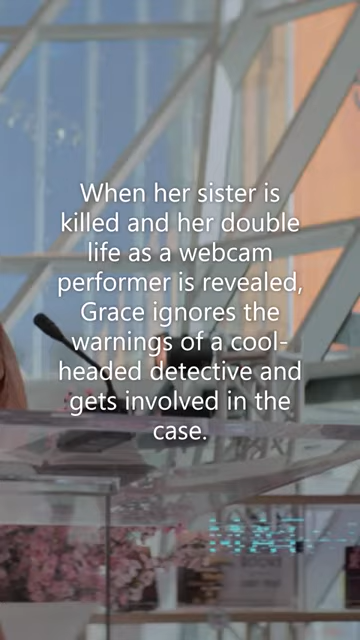 When her sister is
killed and her double
life as a webcam
performer is revealed,
Grace ignores the
warnings of a cool-
headed detective and
gets involved in the
case.